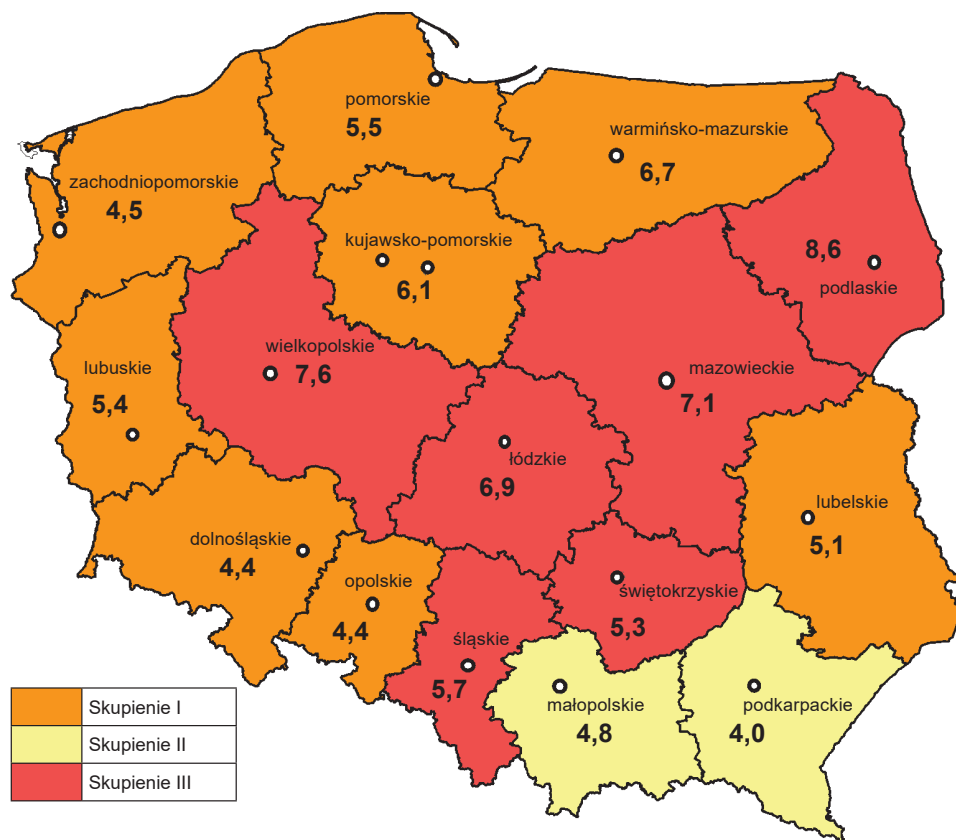 pomorskie
5,5
warmińsko-mazurskie
6,7
zachodniopomorskie
4,5
kujawsko-pomorskie
6,1
8,6
podlaskie
wielkopolskie
7,6
lubuskie
5,4
mazowieckie
7,1
łódzkie
6,9
lubelskie
5,1
dolnośląskie
4,4
opolskie
4,4
świętokrzyskie
5,3
śląskie
5,7
małopolskie
4,8
podkarpackie
4,0
Skupienie I
Skupienie II
Skupienie III